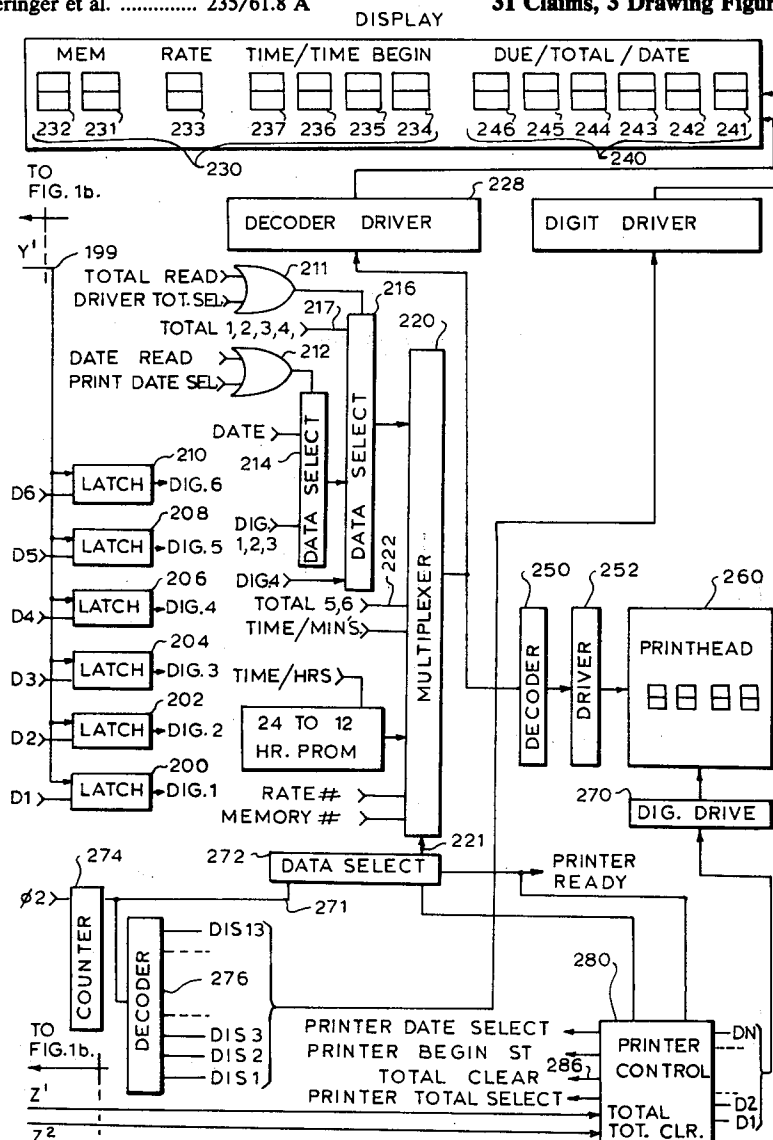 eringer et al. ............. 235/61.8 A
31 Claims, 3 Drawing Figur
DISPLAY
MEM RATE TIME/TIME BEGIN DUE/TOTAL/DATE
232 231 233 237 236 235 234 246 245 244 243 242 241
230 240
TO
FIG. 1b.
228
DECODER DRIVER
DIGIT DRIVER
Y'
199
TOTAL READ
DRIVER TOT. SEL
211
216
217
TOTAL 1,2,3,4,
220
DATE READ
PRINT DATE SEL
212
DATE
214
DATA SELECT
DATA SELECT
DIG.
1,2,3
DIG.4
222
TOTAL 5,6
TIME/MIN'S.
MULTIPLEXER
D6 LATCH 210 DIG.6
D5 LATCH 208 DIG.5
D4 LATCH 206 DIG.4
D3 LATCH 204 DIG.3
D2 LATCH 202 DIG.2
D1 LATCH 200 DIG.1
TIME/HRS
24 TO 12
HR. PROM
RATE #
MEMORY #
221
250
DECODER
252
DRIVER
260
PRINTHEAD
270
DIG. DRIVE
272
DATA SELECT
PRINTER
READY
271
274
ø2
COUNTER
DECODER
276
DIS 13
DIS 3
DIS 2
DIS 1
280
PRINTER DATE SELECT
PRINTER BEGIN ST
286
TOTAL CLEAR
PRINTER TOTAL SELECT
PRINTER
CONTROL
TOTAL
TOT. CLR.
DN
D2
D1
TO
FIG.1b.
Z'
Z²